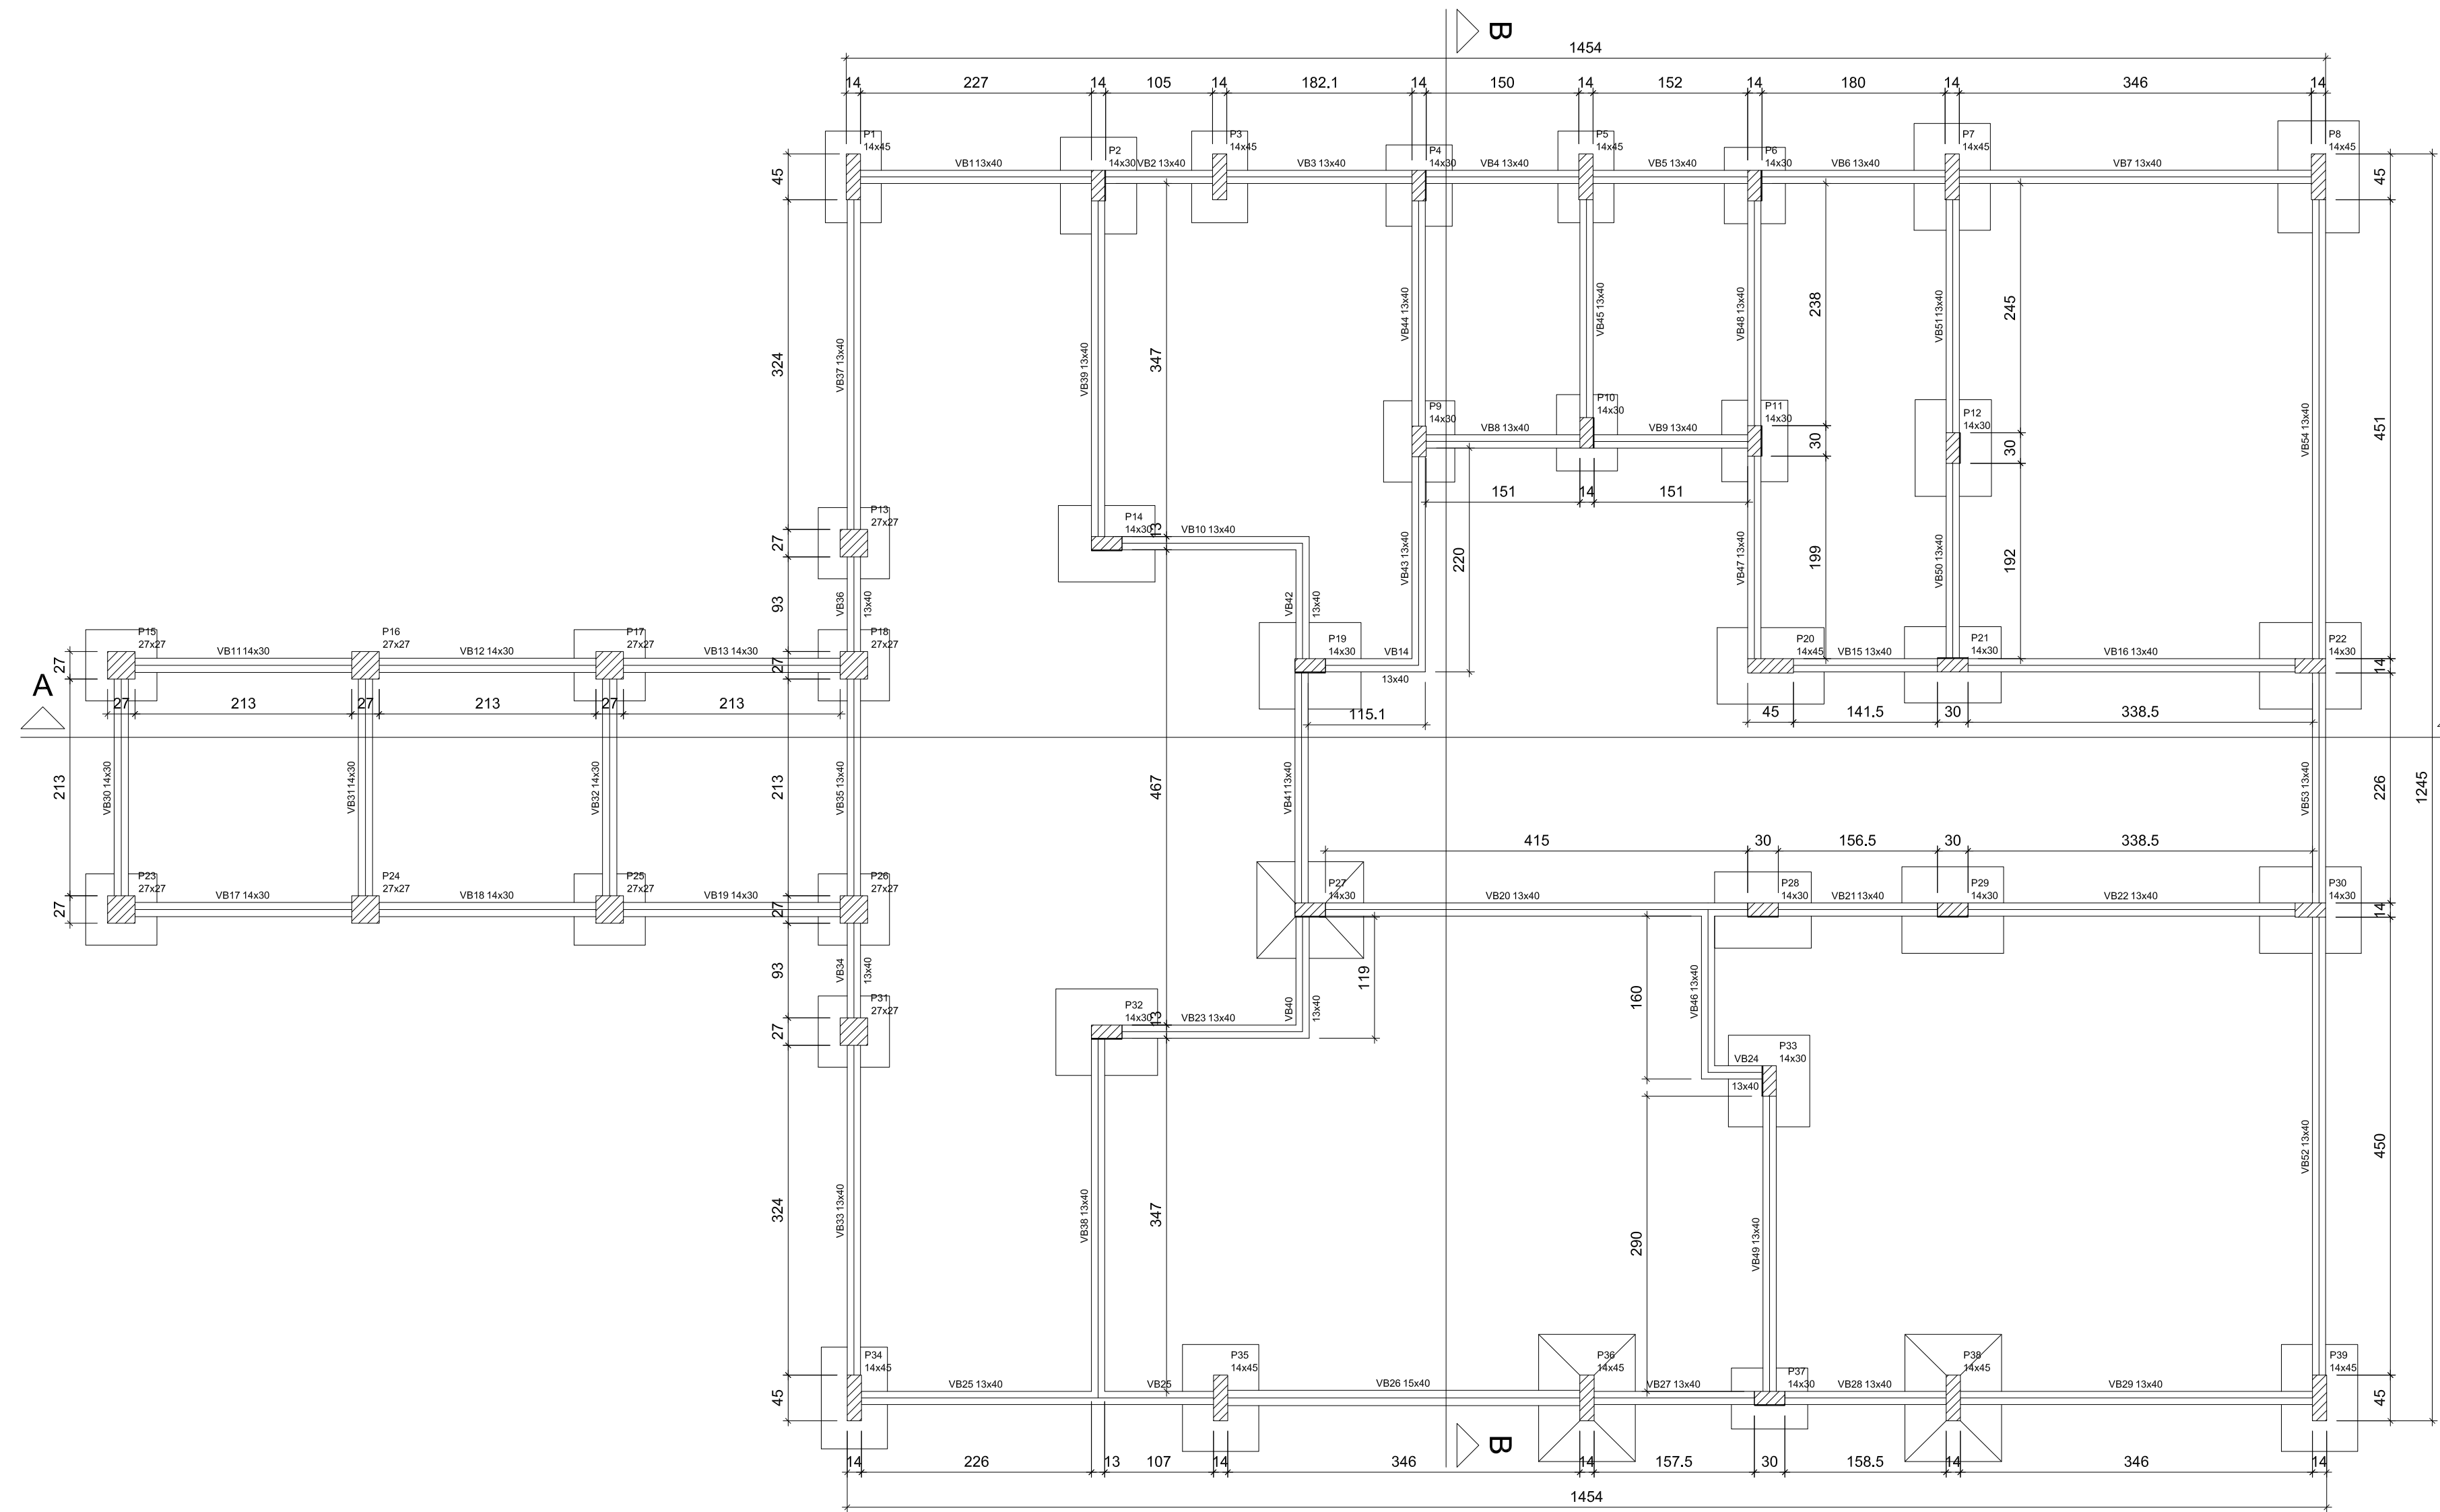 B
1454
14
227
14
105
14
182.1
14
150
14
152
14
180
14
346
14
P1
14x45
P2
14x30
P3
14x45
P4
14x30
P5
14x45
P6
14x30
P7
14x45
P8
14x45
VB1 13x40
VB2 13x40
VB3 13x40
VB4 13x40
VB5 13x40
VB6 13x40
VB7 13x40
45
45
324
VB37 13x40
VB39 13x40
347
VB44 13x40
VB45 13x40
VB48 13x40
238
VB51 13x40
245
VB54 13x40
451
P9
14x30
P10
14x30
P11
14x30
P12
14x30
VB8 13x40
VB9 13x40
30
30
151
14
151
P13
27x27
P14
14x30
13
VB10 13x40
27
93
VB36
13x40
VB42
13x40
VB43 13x40
220
VB47 13x40
199
VB50 13x40
192
P15
27x27
P16
27x27
P17
27x27
P18
27x27
P19
14x30
P20
14x45
P21
14x30
P22
14x30
27
VB11 14x30
VB12 14x30
VB13 14x30
27
VB14
13x40
VB15 13x40
VB16 13x40
14
A
27
213
27
213
27
213
115.1
45
141.5
30
338.5
213
VB30 14x30
VB31 14x30
VB32 14x30
213
VB35 13x40
467
VB41 13x40
VB53 13x40
226
1245
415
30
156.5
30
338.5
P23
27x27
P24
27x27
P25
27x27
P26
27x27
P27
14x30
P28
14x30
P29
14x30
P30
14x30
27
VB17 14x30
VB18 14x30
VB19 14x30
27
VB20 13x40
VB21 13x40
VB22 13x40
14
93
VB34
13x40
119
160
VB46 13x40
P31
27x27
P32
14x30
13
VB23 13x40
VB40
13x40
27
P33
14x30
VB24
13x40
324
VB33 13x40
VB38 13x40
347
290
VB49 13x40
VB52 13x40
450
P34
14x45
P35
14x45
P36
14x45
P37
14x30
P38
14x45
P39
14x45
45
VB25 13x40
VB25
VB26 15x40
VB27 13x40
VB28 13x40
VB29 13x40
45
B
14
226
13
107
14
346
14
157.5
30
158.5
14
346
14
1454